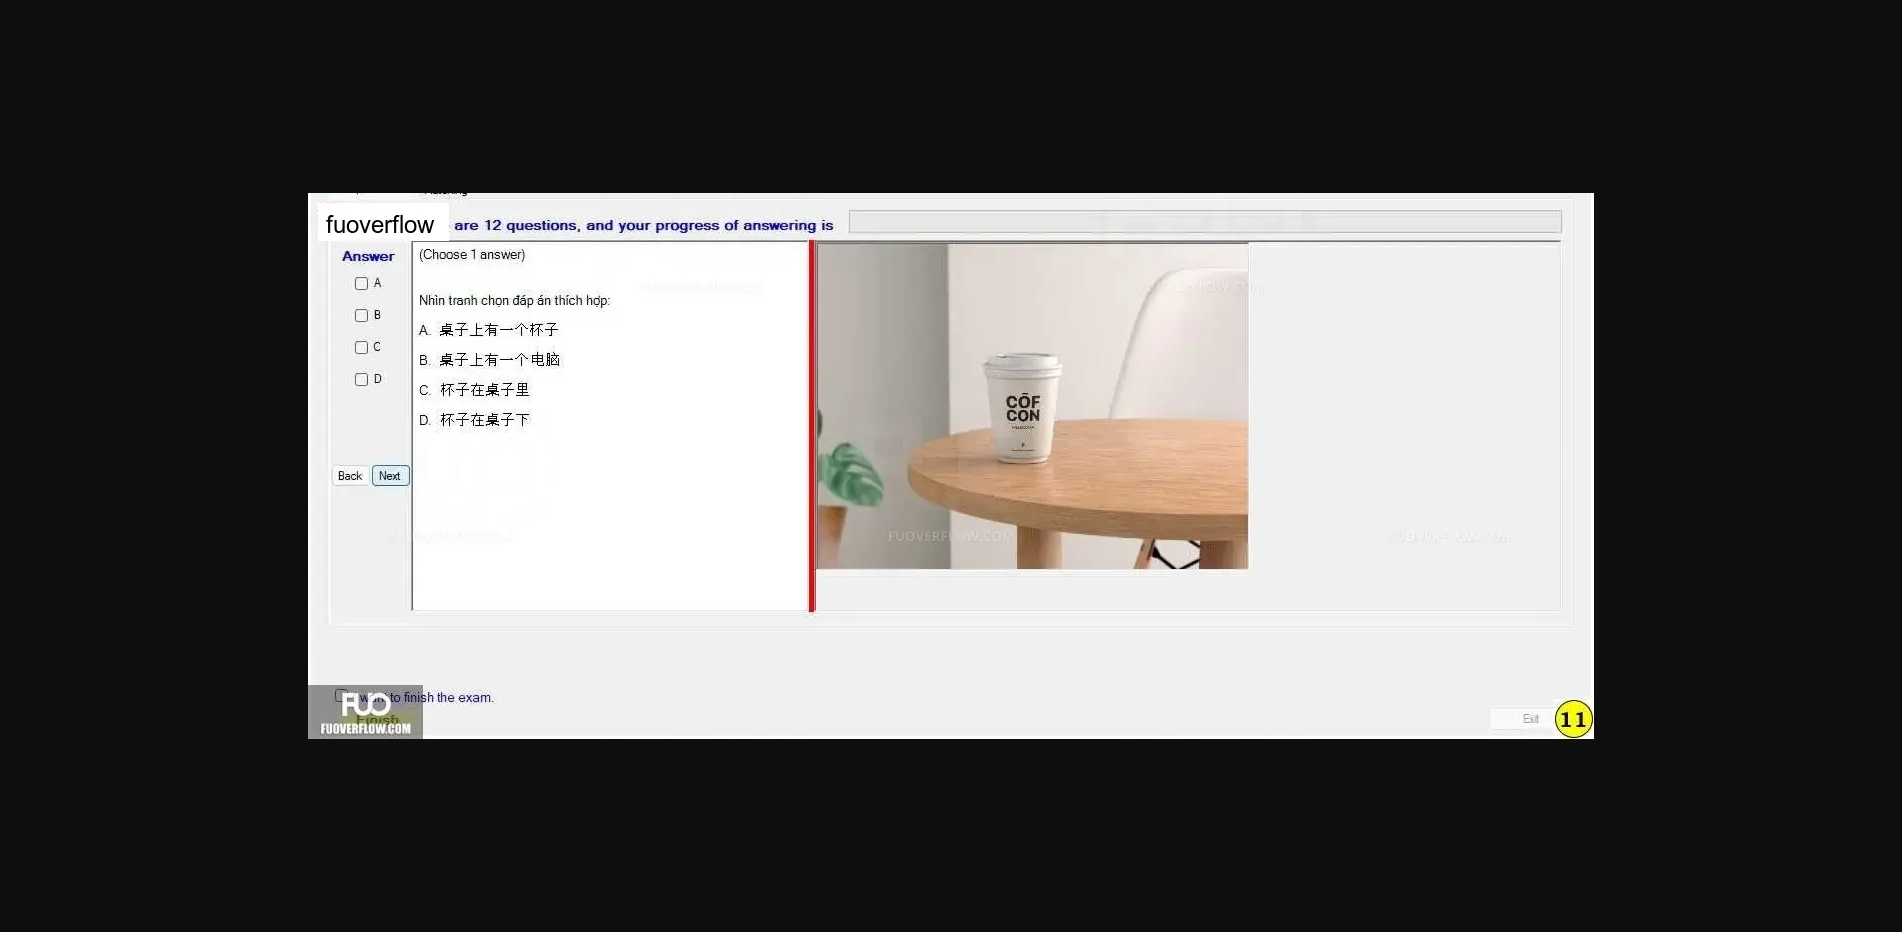 fuoverflow
are 12 questions, and your progress of answering is
Answer
(Choose 1 answer)
A
B
C
D
Nhìn tranh chọn đáp án thích hợp:
A. 桌子上有一个杯子
B. 桌子上有一个电脑
C. 杯子在桌子里
D. 杯子在桌子下
Back
Next
CŌF
CON
FUOVERFLOW.COM
I want to finish the exam.
Finish
FUO
FUOVERFLOW.COM
Exit
11